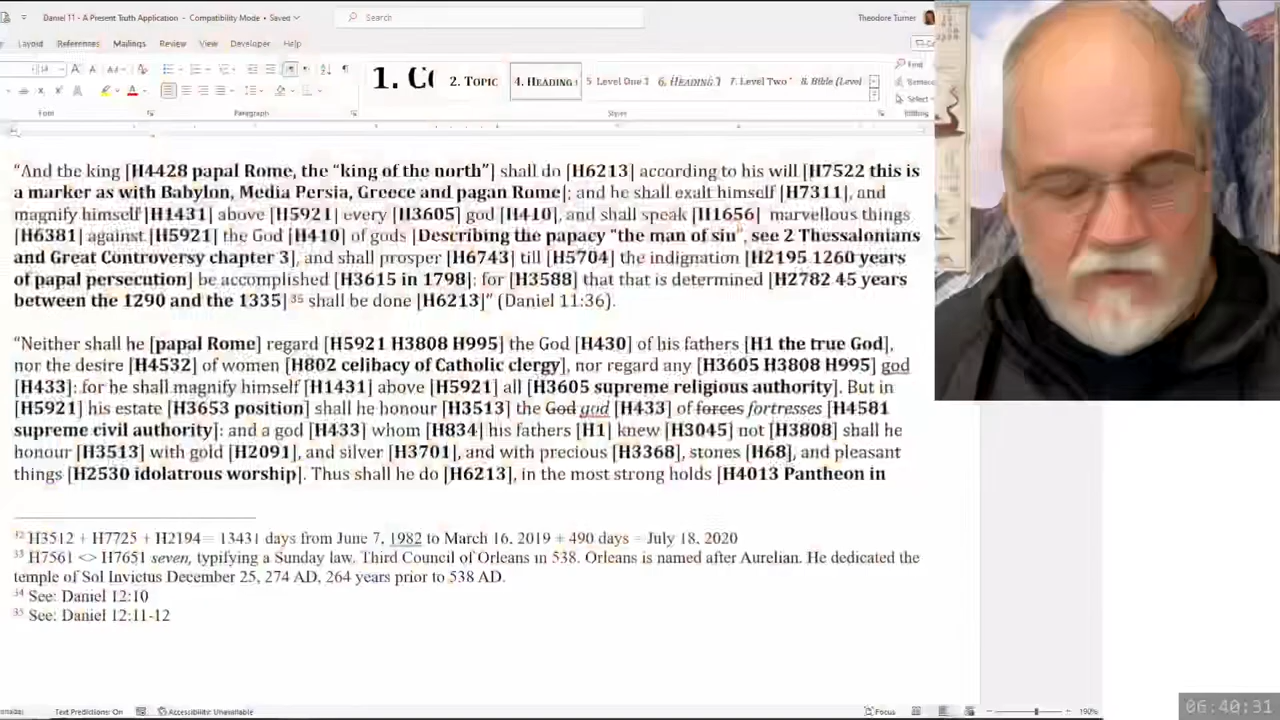 Daniel 11 - A Present Truth Application - Compatibility Mode • Saved
Search
Theodore Turner
Layout References Mailings Review View Developer Help
14
1. Co 2. TOPIC 4. HEADING 5 Level One 6. HEADING 7. Level Two 8. Bible (Level
Find
Replace
Select
Font Paragraph Styles Editing
“And the king [H4428 papal Rome, the “king of the north”] shall do [H6213] according to his will [H7522 this is
a marker as with Babylon, Media Persia, Greece and pagan Rome]: and he shall exalt himself [H7311], and
magnify himself [H1431] above [H5921] every [H3605] god [H410], and shall speak [H1656] marvellous things
[H6381] against [H5921] the God [H410] of gods [Describing the papacy “the man of sin”, see 2 Thessalonians
and Great Controversy chapter 3], and shall prosper [H6743] till [H5704] the indignation [H2195 1260 years
of papal persecution] be accomplished [H3615 in 1798]: for [H3588] that that is determined [H2782 45 years
between the 1290 and the 1335] 35 shall be done [H6213]” (Daniel 11:36).
“Neither shall he [papal Rome] regard [H5921 H3808 H995] the God [H430] of his fathers [H1 the true God],
nor the desire [H4532] of women [H802 celibacy of Catholic clergy], nor regard any [H3605 H3808 H995] god
[H433]: for he shall magnify himself [H1431] above [H5921] all [H3605 supreme religious authority]. But in
[H5921] his estate [H3653 position] shall he honour [H3513] the God god [H433] of forces fortresses [H4581
supreme civil authority]: and a god [H433] whom [H834] his fathers [H1] knew [H3045] not [H3808] shall he
honour [H3513] with gold [H2091], and silver [H3701], and with precious [H3368], stones [H68], and pleasant
things [H2530 idolatrous worship]. Thus shall he do [H6213], in the most strong holds [H4013 Pantheon in
32 H3512 + H7725 + H2194= 13431 days from June 7, 1982 to March 16, 2019 + 490 days = July 18, 2020
33 H7561 <> H7651 seven, typifying a Sunday law. Third Council of Orleans in 538. Orleans is named after Aurelian. He dedicated the
temple of Sol Invictus December 25, 274 AD, 264 years prior to 538 AD.
34 See: Daniel 12:10
35 See: Daniel 12:11-12
Text Predictions: On Accessibility: Unavailable Focus 190%
06:40:31